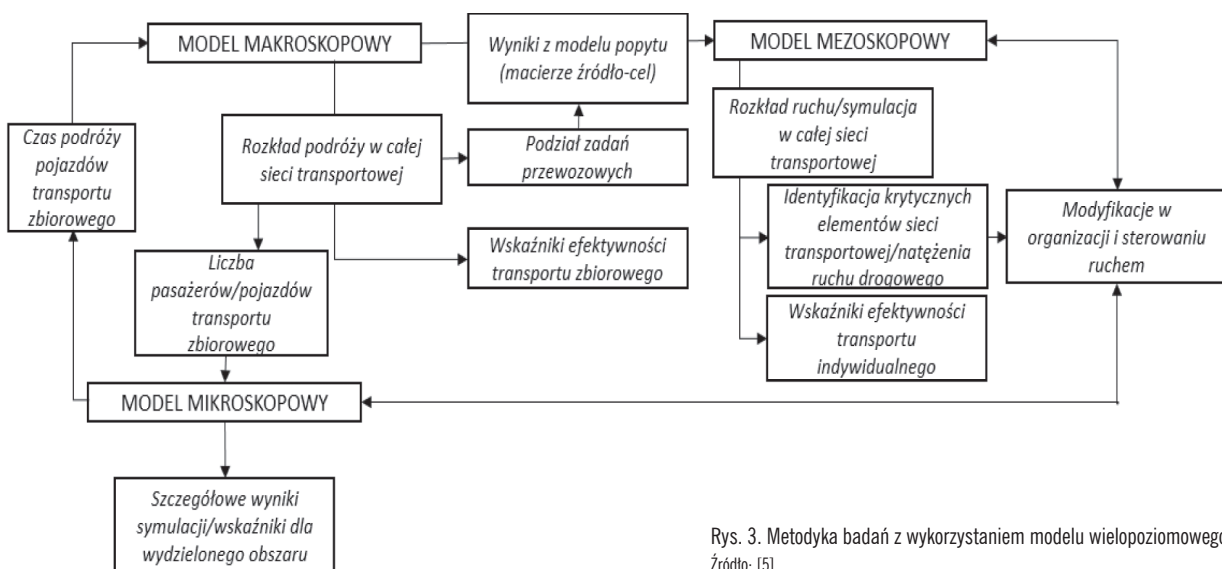 MODEL MAKROSKOPOWY
Wyniki z modelu popytu
(macierze źródło-cel)
MODEL MEZOSKOPOWY
Czas podróży
pojazdów
transportu
zbiorowego
Rozkład podróży w całej
sieci transportowej
Podział zadań
przewozowych
Rozkład ruchu/symulacja
w całej sieci
transportowej
Identyfikacja krytycznych
elementów sieci
transportowej/natężenia
ruchu drogowego
Modyfikacje w
organizacji i sterowaniu
ruchem
Wskaźniki efektywności
transportu zbiorowego
Liczba
pasażerów/pojazdów
transportu
zbiorowego
Wskaźniki efektywności
transportu
indywidualnego
MODEL MIKROSKOPOWY
Szczegółowe wyniki
symulacji/wskaźniki dla
wydzielonego obszaru
Rys. 3. Metodyka badań z wykorzystaniem modelu wielopoziomowego
Źródło: [5]